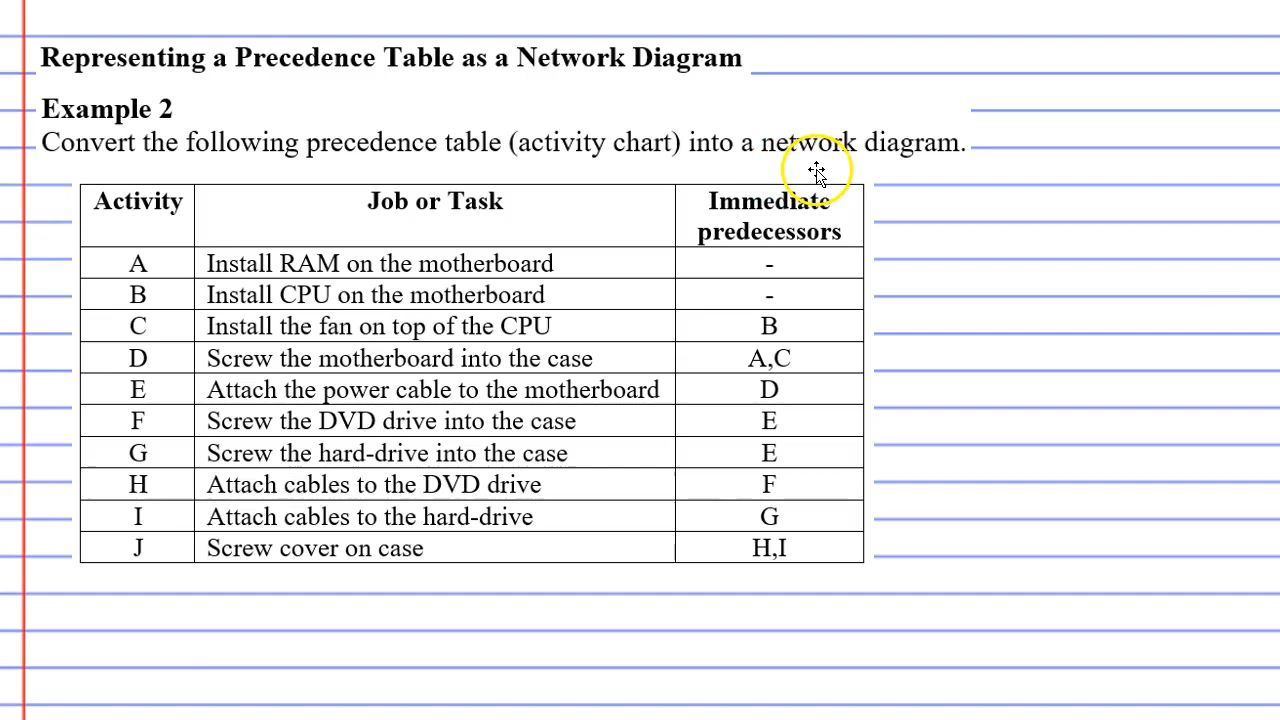 Representing a Precedence Table as a Network Diagram
Example 2
Convert the following precedence table (activity chart) into a network diagram.
Activity Job or Task Immediate predecessors
A Install RAM on the motherboard -
B Install CPU on the motherboard -
C Install the fan on top of the CPU B
D Screw the motherboard into the case A,C
E Attach the power cable to the motherboard D
F Screw the DVD drive into the case E
G Screw the hard-drive into the case E
H Attach cables to the DVD drive F
I Attach cables to the hard-drive G
J Screw cover on case H,I